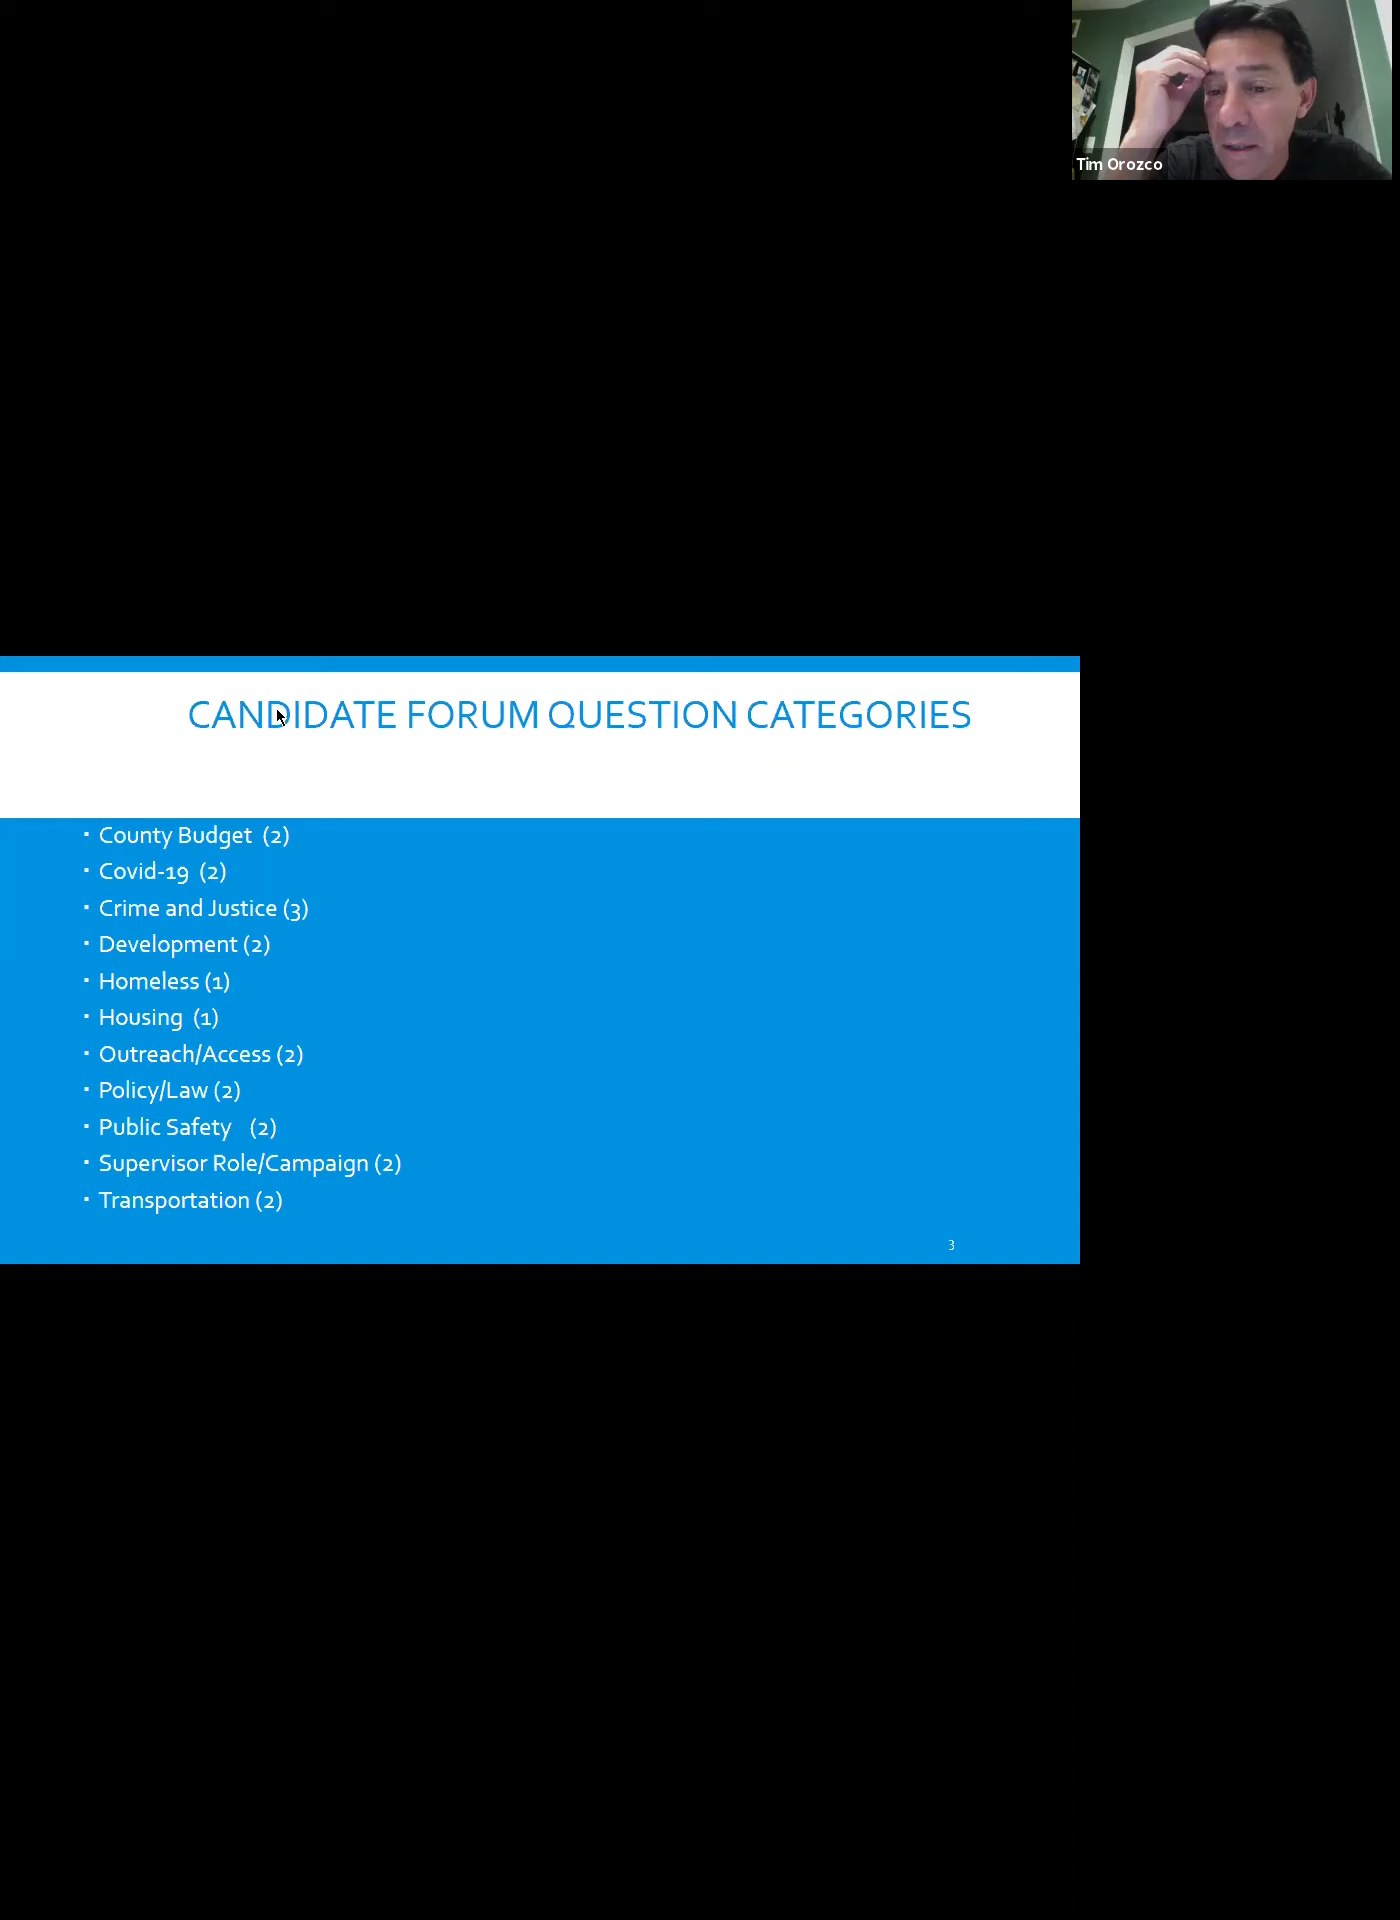 Tim Orozco
CANDIDATE FORUM QUESTION CATEGORIES
▪ County Budget (2)
▪ Covid-19 (2)
▪ Crime and Justice (3)
▪ Development (2)
▪ Homeless (1)
▪ Housing (1)
▪ Outreach/Access (2)
▪ Policy/Law (2)
▪ Public Safety (2)
▪ Supervisor Role/Campaign (2)
▪ Transportation (2)
3